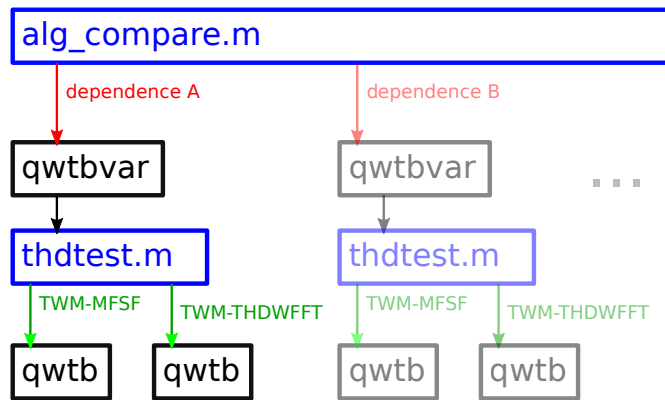 alg_compare.m
dependence A
dependence B
qwtbvar
qwtbvar
...
thdtest.m
thdtest.m
TWM-MFSF
TWM-THDWFFT
TWM-MFSF
TWM-THDWFFT
qwtb
qwtb
qwtb
qwtb